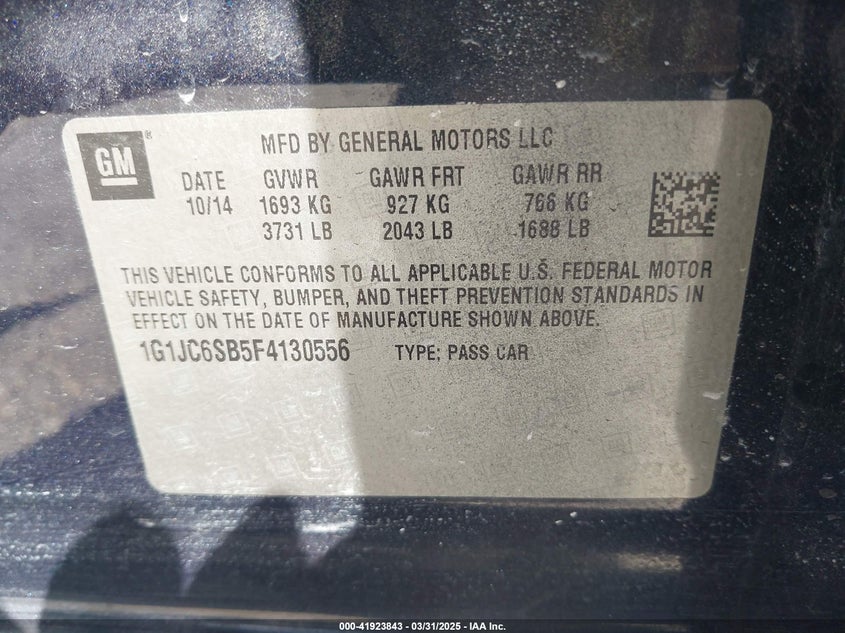 GM ®
MFD BY GENERAL MOTORS LLC
DATE GVWR GAWR FRT GAWR RR
10/14 1693 KG 927 KG 766 KG
3731 LB 2043 LB 1688 LB
THIS VEHICLE CONFORMS TO ALL APPLICABLE U.S. FEDERAL MOTOR
VEHICLE SAFETY, BUMPER, AND THEFT PREVENTION STANDARDS IN
EFFECT ON THE DATE OF MANUFACTURE SHOWN ABOVE.
1G1JC6SB5F4130556 TYPE: PASS CAR
000-41923843 - 03/31/2025 - IAA Inc.